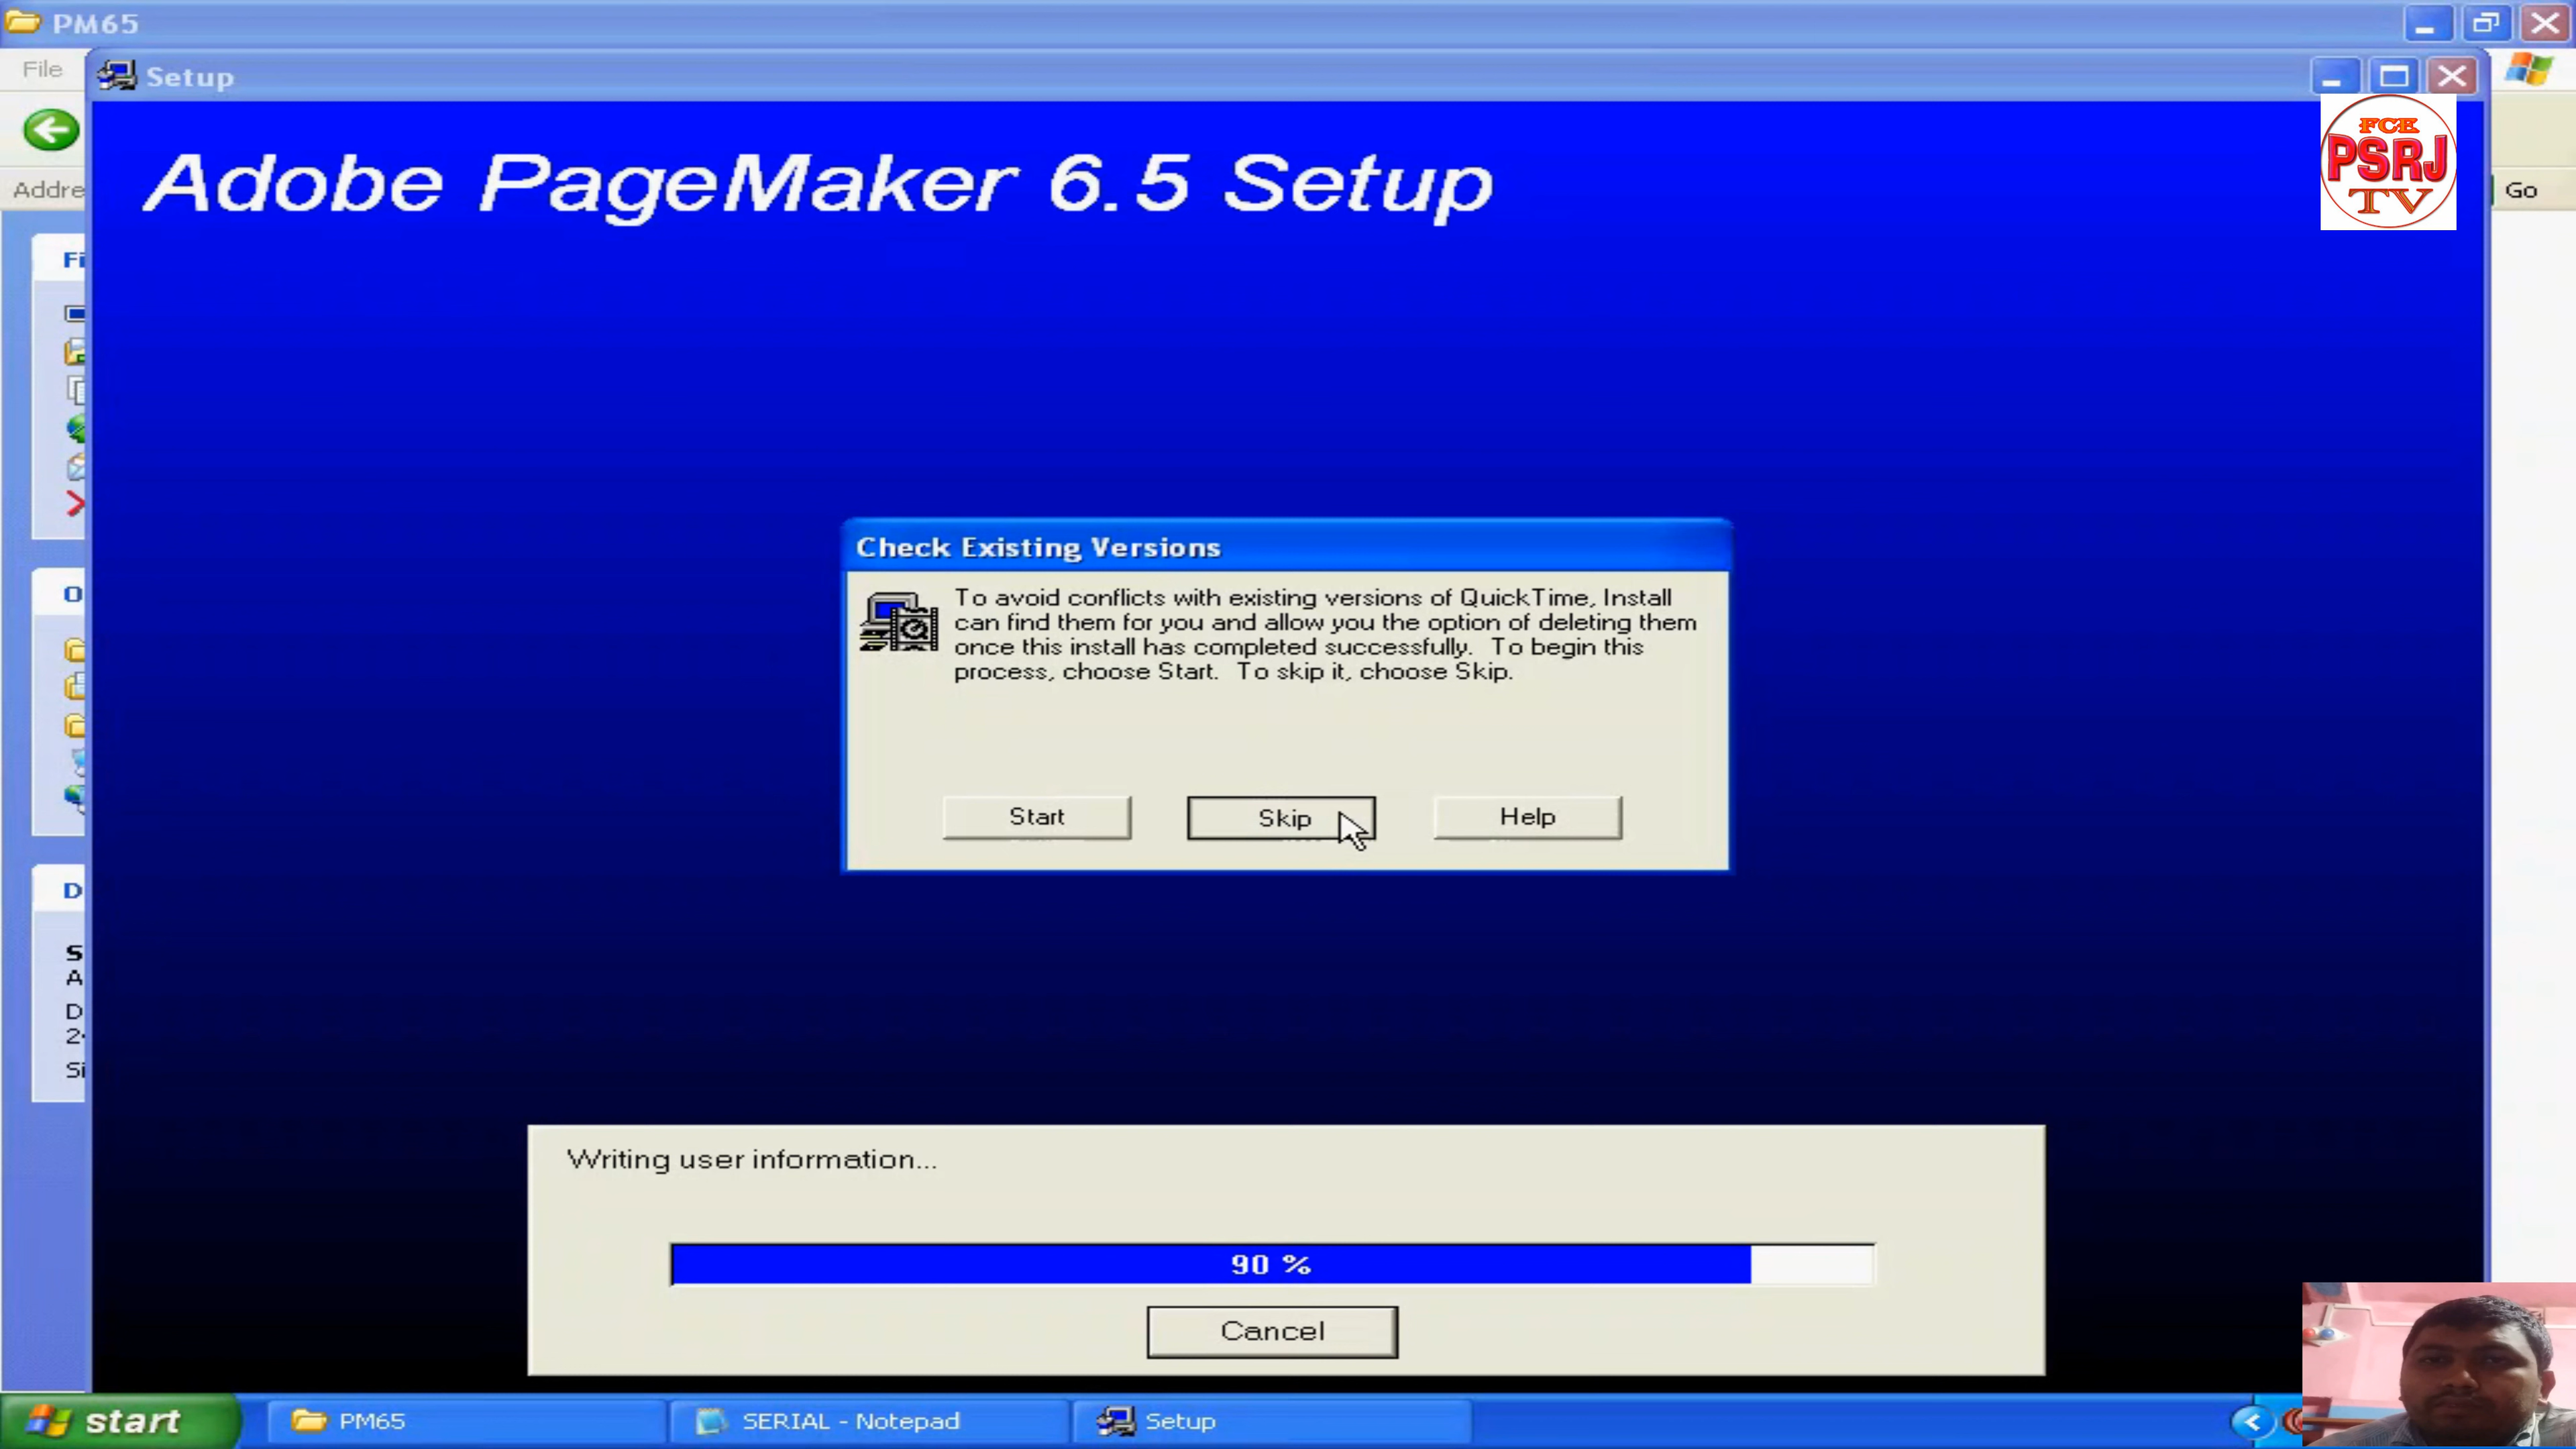 PM65
File
Setup
FCE
PSRJ
TV
Adobe PageMaker 6.5 Setup
Addre
Go
Fi
O
D
S
A
D
2
Si
Check Existing Versions
To avoid conflicts with existing versions of QuickTime, Install
can find them for you and allow you the option of deleting them
once this install has completed successfully. To begin this
process, choose Start. To skip it, choose Skip.
Start
Skip
Help
Writing user information...
90 %
Cancel
start
PM65
SERIAL - Notepad
Setup